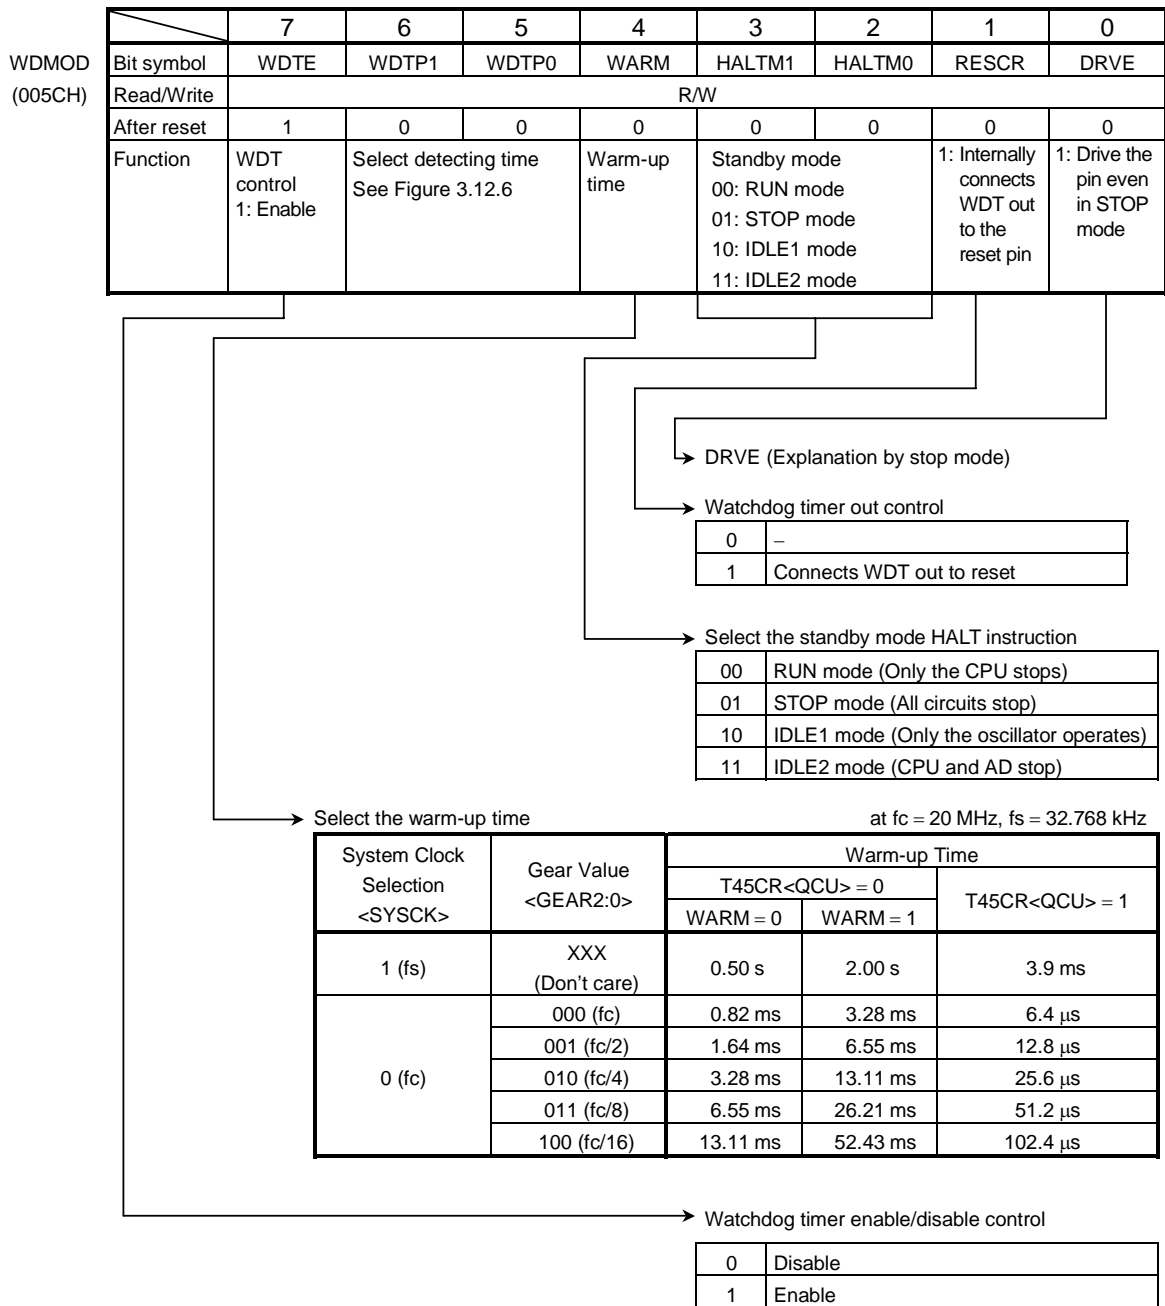 7 6 5 4 3 2 1 0
WDMOD Bit symbol WDTE WDTP1 WDTP0 WARM HALTM1 HALTM0 RESCR DRVE
(005CH) Read/Write R/W
After reset 1 0 0 0 0 0 0 0
Function
WDT
control
1: Enable
Select detecting time
See Figure 3.12.6
Warm-up
time
Standby mode
00: RUN mode
01: STOP mode
10: IDLE1 mode
11: IDLE2 mode
1: Internally
connects
WDT out
to the
reset pin
1: Drive the
pin even
in STOP
mode
DRVE (Explanation by stop mode)
Watchdog timer out control
0 –
1 Connects WDT out to reset
Select the standby mode HALT instruction
00 RUN mode (Only the CPU stops)
01 STOP mode (All circuits stop)
10 IDLE1 mode (Only the oscillator operates)
11 IDLE2 mode (CPU and AD stop)
Select the warm-up time at fc = 20 MHz, fs = 32.768 kHz
System Clock
Selection
<SYSCK>
Gear Value
<GEAR2:0>
Warm-up Time
T45CR<QCU> = 0
T45CR<QCU> = 1
WARM = 0 WARM = 1
1 (fs)
XXX
(Don't care)
0.50 s 2.00 s 3.9 ms
0 (fc)
000 (fc) 0.82 ms 3.28 ms 6.4 μs
001 (fc/2) 1.64 ms 6.55 ms 12.8 μs
010 (fc/4) 3.28 ms 13.11 ms 25.6 μs
011 (fc/8) 6.55 ms 26.21 ms 51.2 μs
100 (fc/16) 13.11 ms 52.43 ms 102.4 μs
Watchdog timer enable/disable control
0 Disable
1 Enable